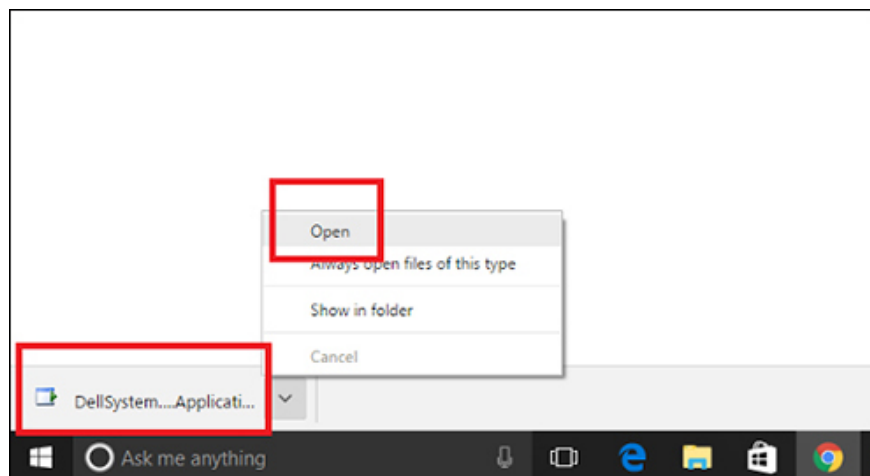 Open
Always open files of this type
Show in folder
Cancel
DellSystem....Applicati...
Ask me anything